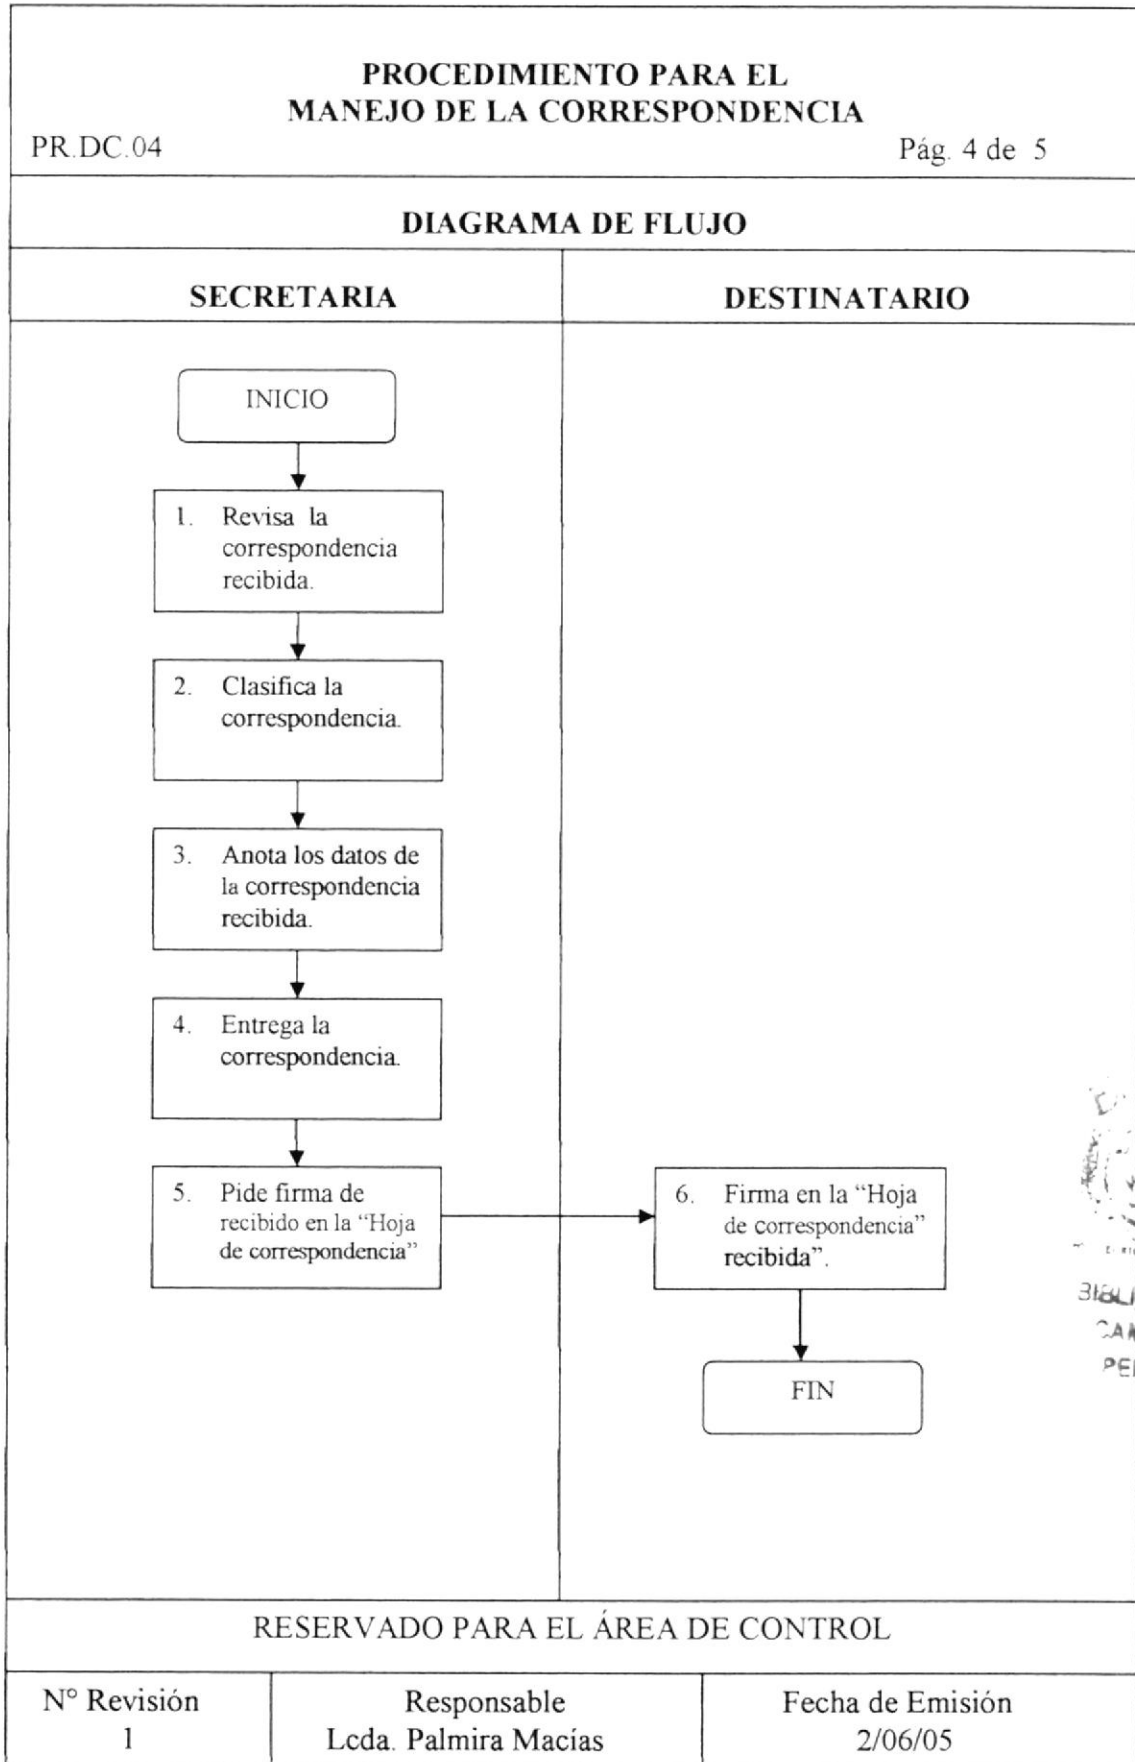 PROCEDIMIENTO PARA EL
MANEJO DE LA CORRESPONDENCIA
PR.DC.04 Pág. 4 de 5
DIAGRAMA DE FLUJO
SECRETARIA DESTINATARIO
INICIO
1. Revisa la
correspondencia
recibida.
2. Clasifica la
correspondencia.
3. Anota los datos de
la correspondencia
recibida.
4. Entrega la
correspondencia.
5. Pide firma de
recibido en la “Hoja
de correspondencia”
6. Firma en la “Hoja
de correspondencia”
recibida”.
FIN
RESERVADO PARA EL ÁREA DE CONTROL
N° Revisión Responsable Fecha de Emisión
1 Lcda. Palmira Macías 2/06/05